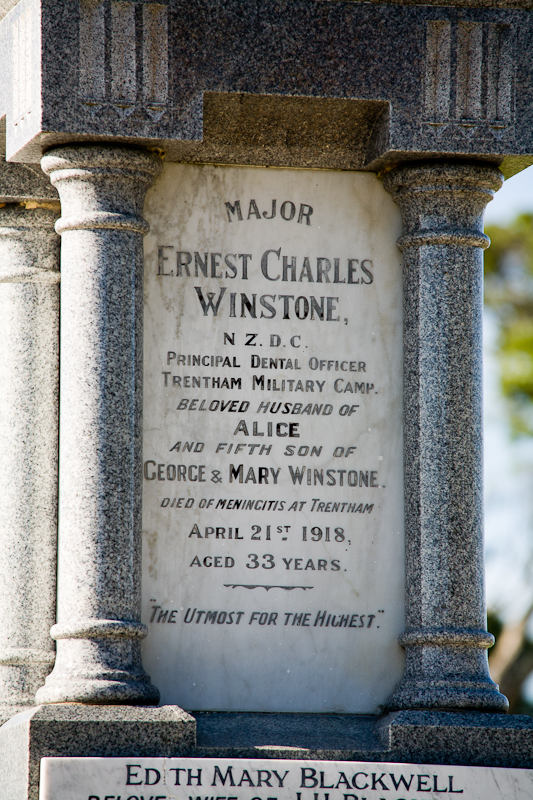 MAJOR
ERNEST CHARLES
WINSTONE,
N Z. D. C.
PRINCIPAL DENTAL OFFICER
TRENTHAM MILITARY CAMP.
BELOVED HUSBAND OF
ALICE
AND FIFTH SON OF
GEORGE & MARY WINSTONE.
DIED OF MENINGITIS AT TRENTHAM
APRIL 21ST 1918,
AGED 33 YEARS.
"THE UTMOST FOR THE HIGHEST."
EDITH MARY BLACKWELL
WIFE OF J.H.